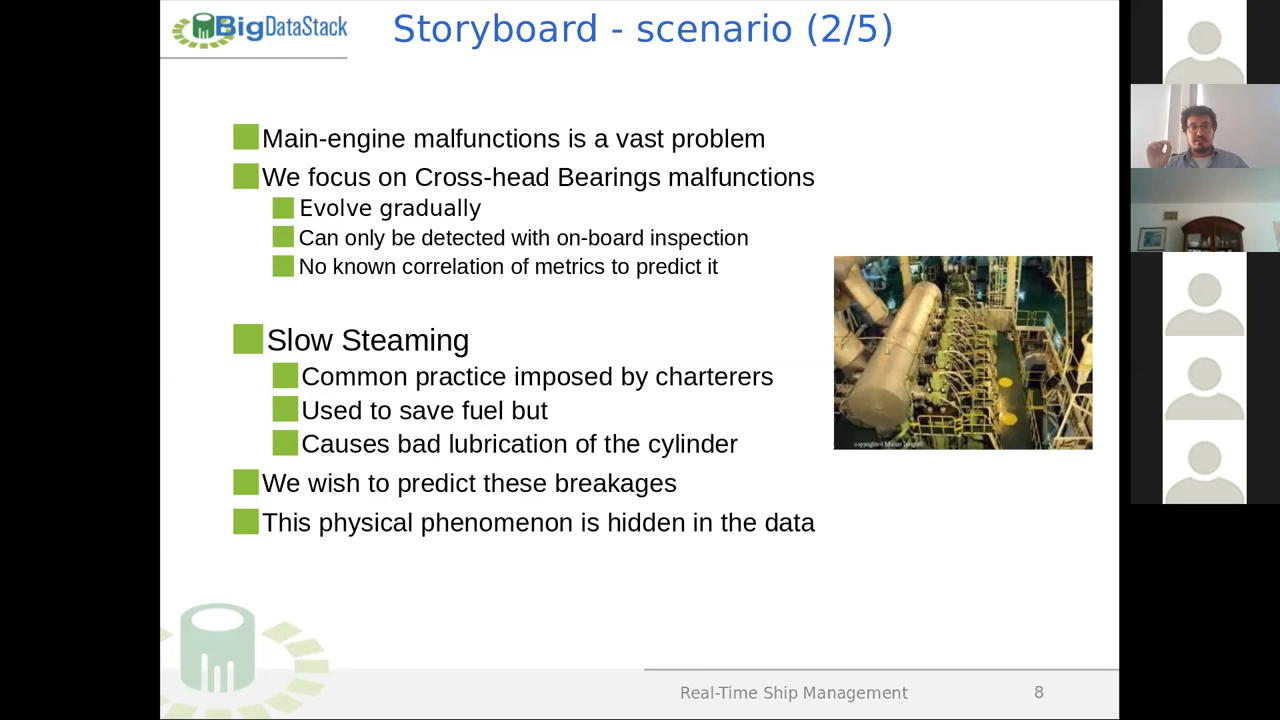 BigDataStack
Storyboard - scenario (2/5)
Main-engine malfunctions is a vast problem
We focus on Cross-head Bearings malfunctions
Evolve gradually
Can only be detected with on-board inspection
No known correlation of metrics to predict it
Slow Steaming
Common practice imposed by charterers
Used to save fuel but
Causes bad lubrication of the cylinder
We wish to predict these breakages
This physical phenomenon is hidden in the data
Real-Time Ship Management
8